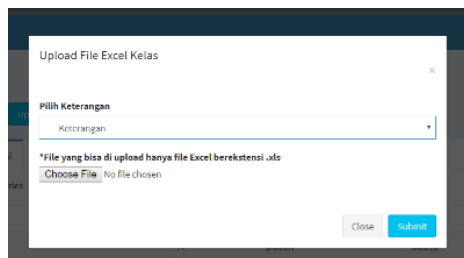 Upload File Excel Kelas
×
Pilih Keterangan
Keterangan
*File yang bisa di upload hanya file Excel berekstensi .xls
Choose File No file chosen
Close Submit